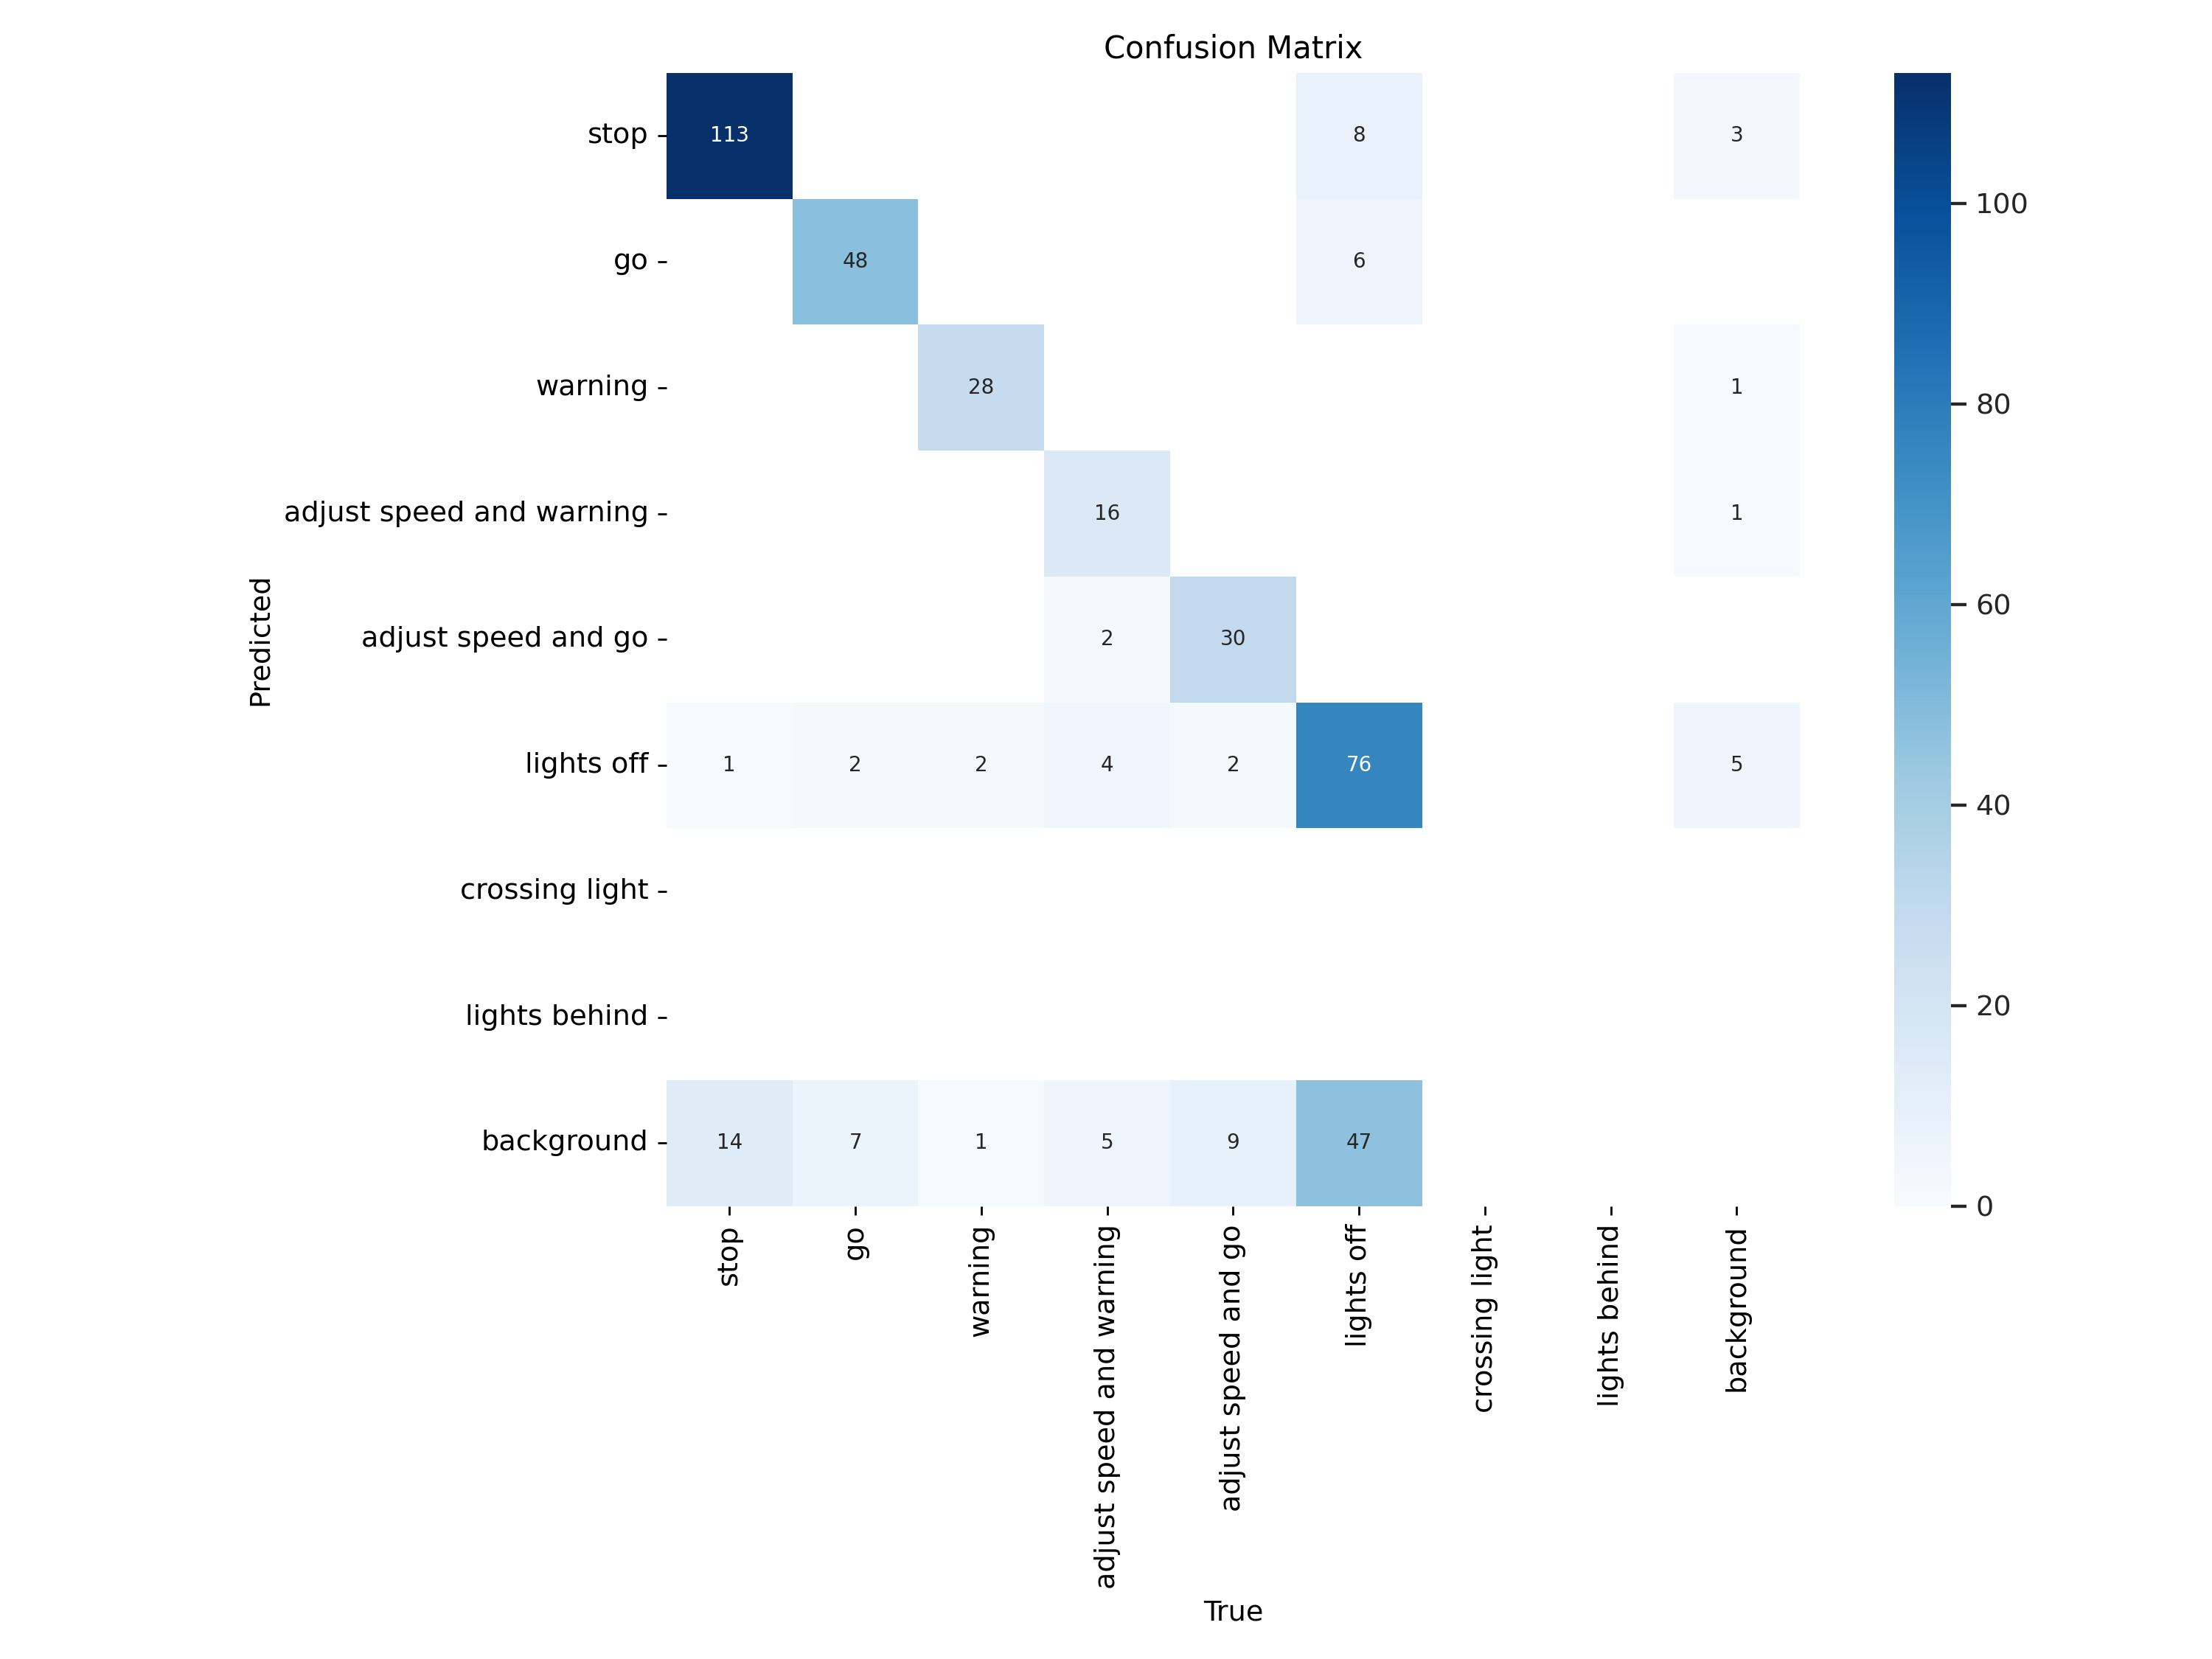 Confusion Matrix
stop 113 8 3
go 48 6
warning 28 1
adjust speed and warning 16 1
adjust speed and go 2 30
lights off 1 2 2 4 2 76 5
crossing light
lights behind
background 14 7 1 5 9 47
Predicted
stop
go
warning
adjust speed and warning
adjust speed and go
lights off
crossing light
lights behind
background
True
100
80
60
40
20
0